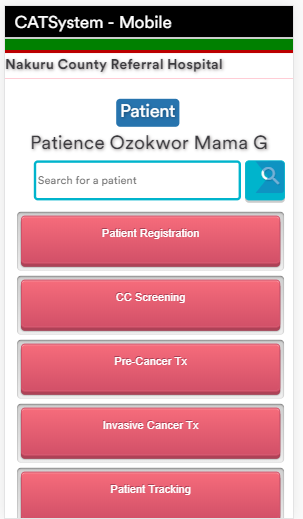 CATSystem - Mobile
Nakuru County Referral Hospital
Patient
Patience Ozokwor Mama G
Search for a patient
Patient Registration
CC Screening
Pre-Cancer Tx
Invasive Cancer Tx
Patient Tracking